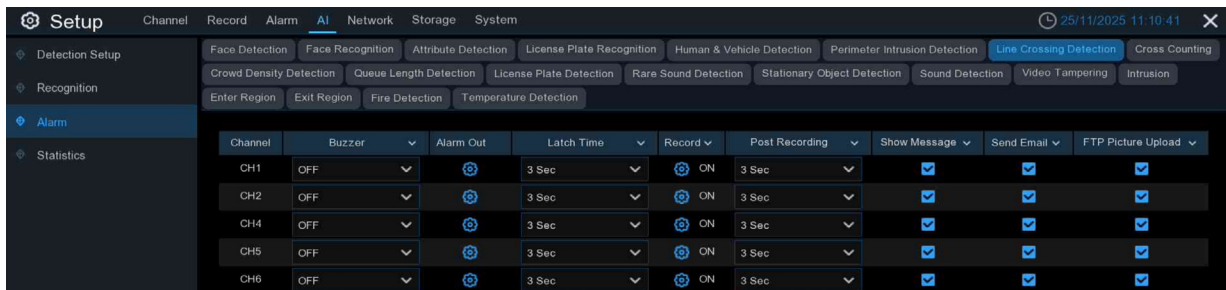 Setup Channel Record Alarm AI Network Storage System 25/11/2025 11:10:41
Detection Setup
Recognition
Alarm
Statistics
Face Detection Face Recognition Attribute Detection License Plate Recognition Human & Vehicle Detection Perimeter Intrusion Detection Line Crossing Detection Cross Counting
Crowd Density Detection Queue Length Detection License Plate Detection Rare Sound Detection Stationary Object Detection Sound Detection Video Tampering Intrusion
Enter Region Exit Region Fire Detection Temperature Detection
Channel Buzzer Alarm Out Latch Time Record Post Recording Show Message Send Email FTP Picture Upload
CH1 OFF 3 Sec ON 3 Sec
CH2 OFF 3 Sec ON 3 Sec
CH4 OFF 3 Sec ON 3 Sec
CH5 OFF 3 Sec ON 3 Sec
CH6 OFF 3 Sec ON 3 Sec